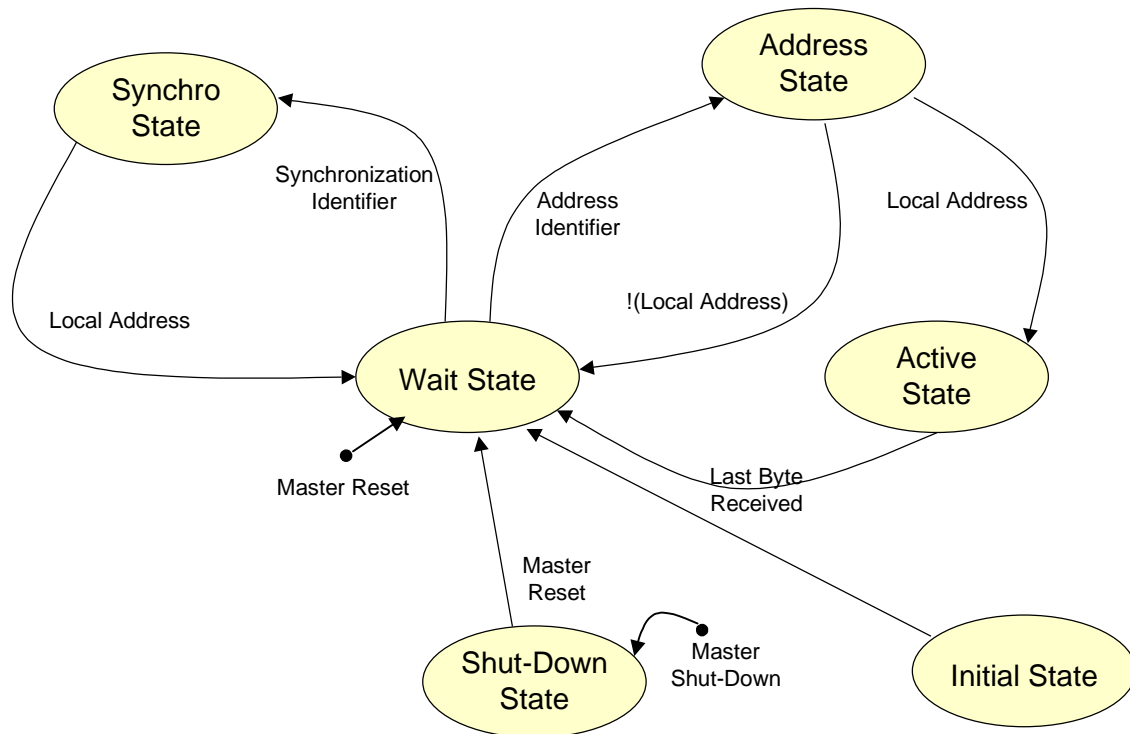 Address
State
Synchro
State
Synchronization
Identifier
Address
Identifier
Local Address
!(Local Address)
Local Address
Wait State
Active
State
Master Reset
Last Byte
Received
Master
Reset
Shut-Down
State
Master
Shut-Down
Initial State